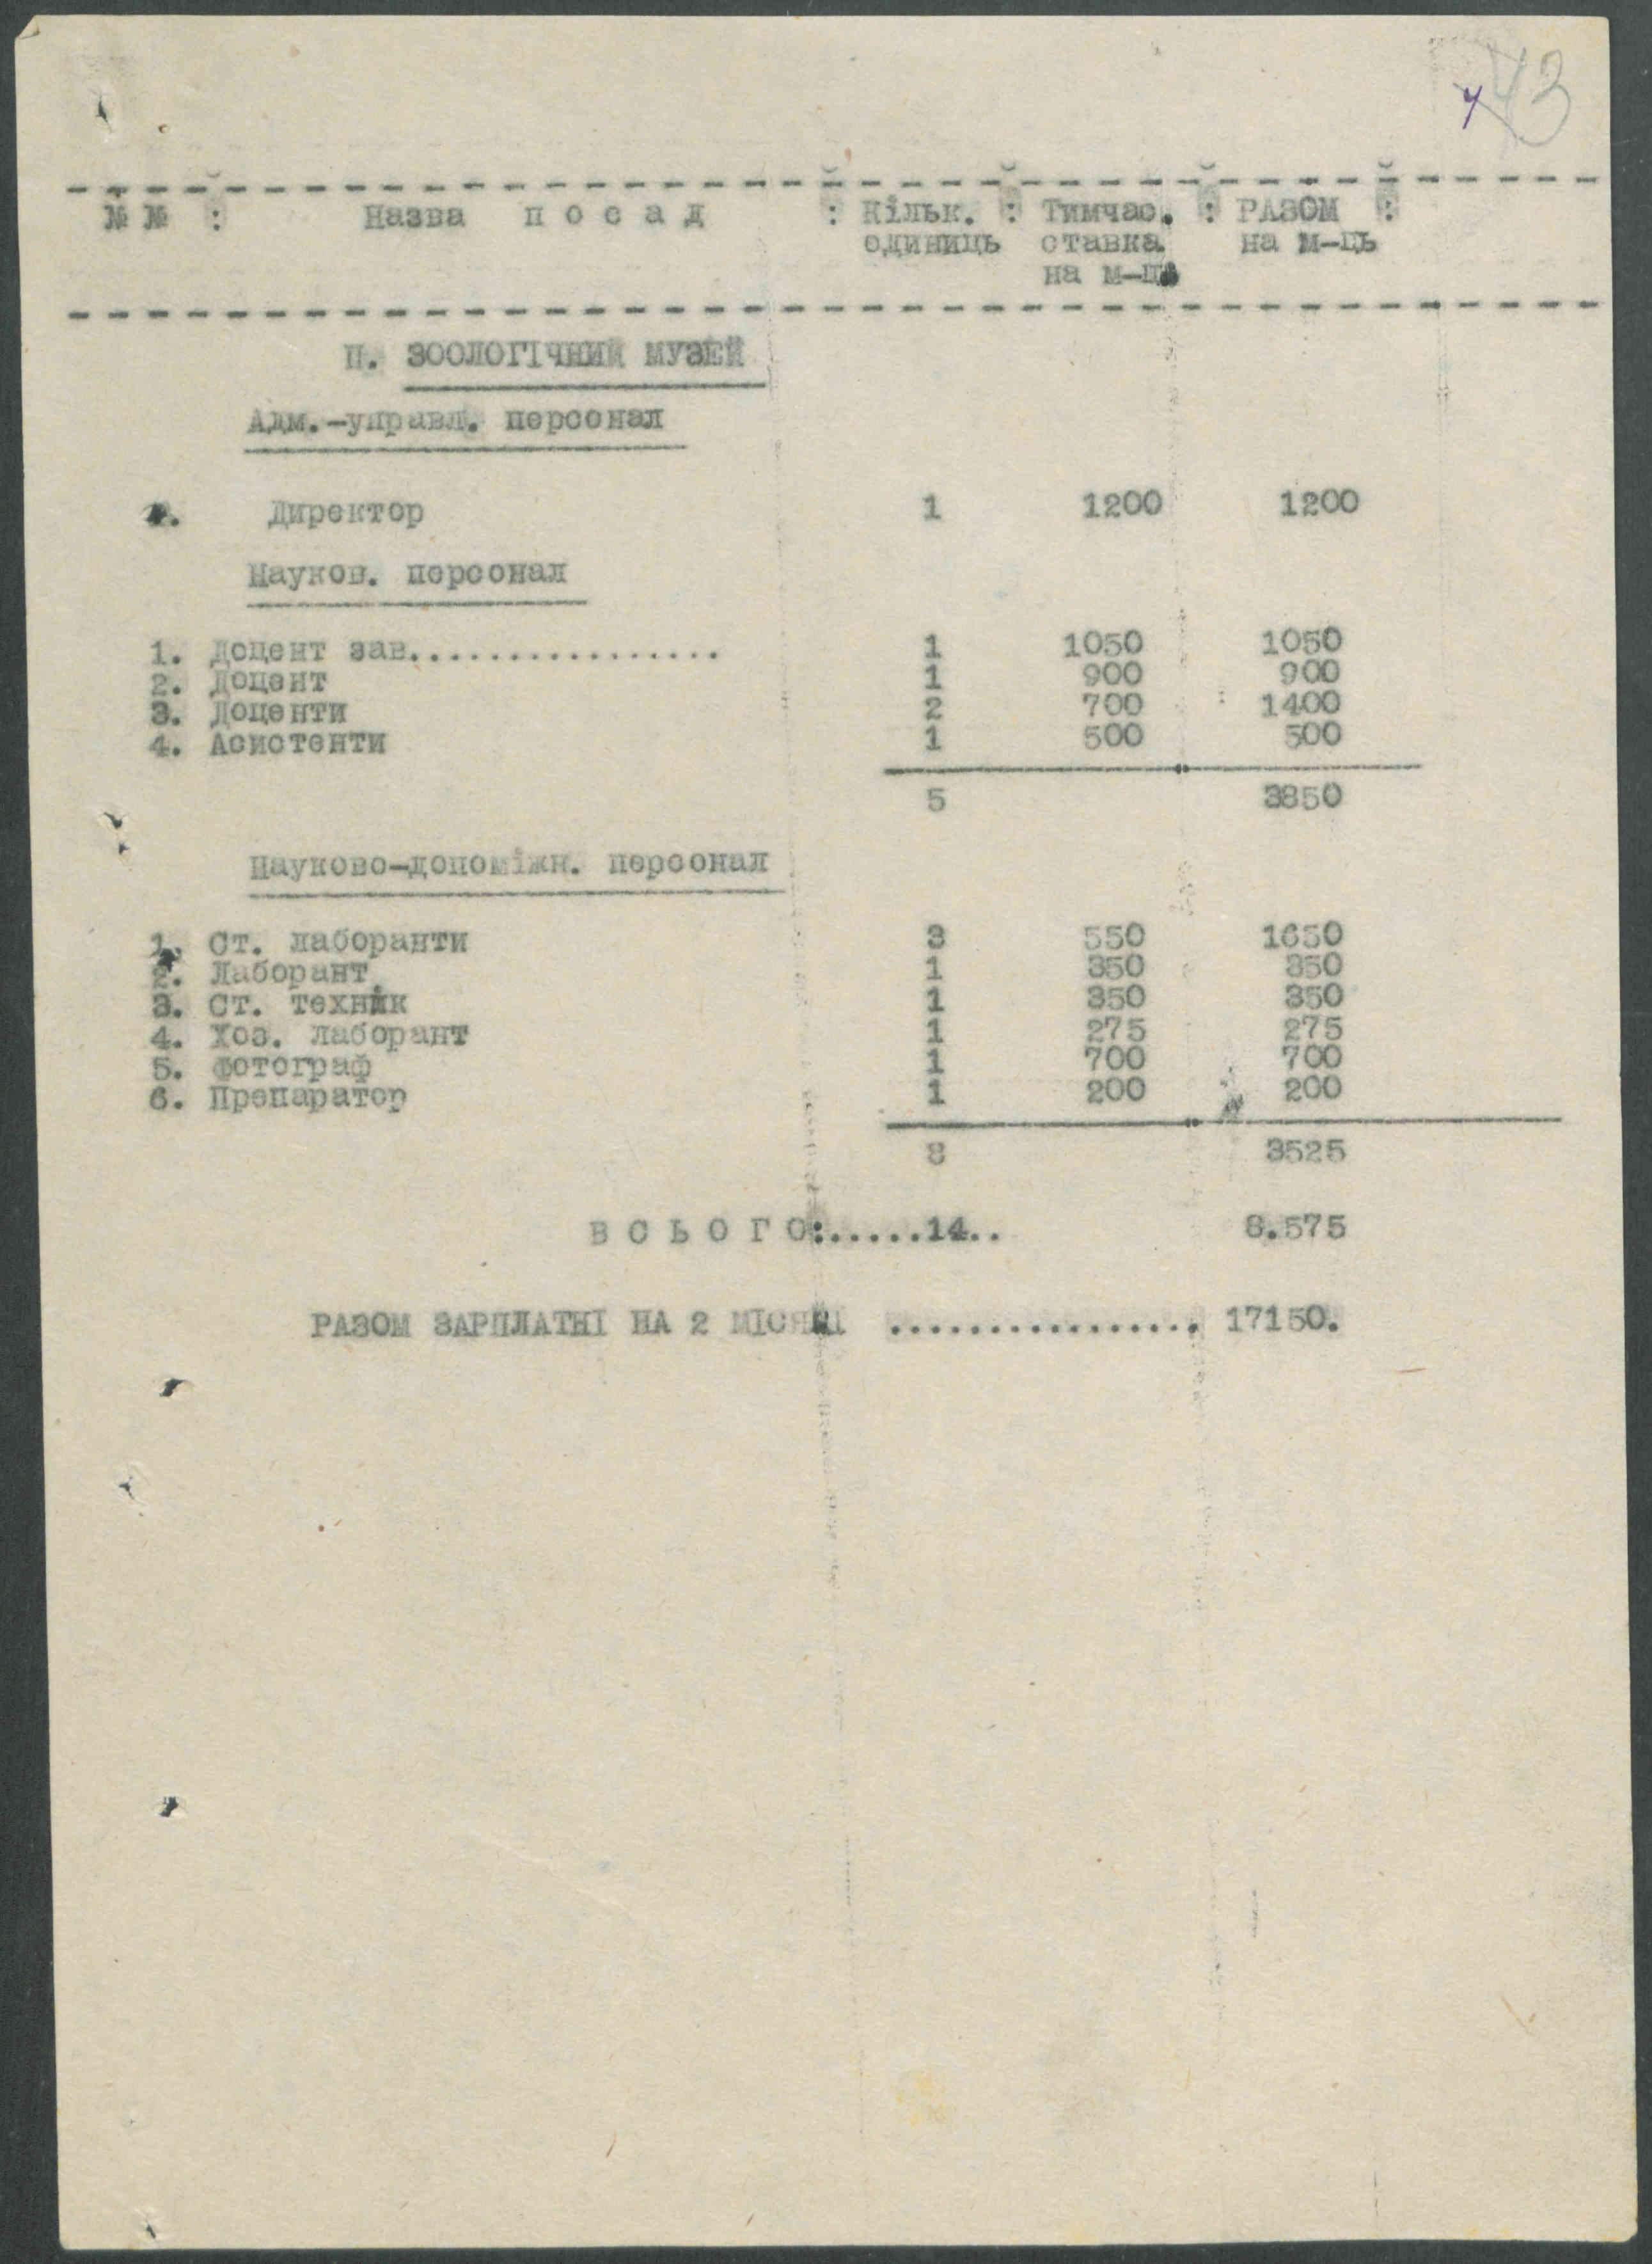 43
№ № : Назва посад : Кільк. : Тимчас. : РАЗОМ :
одиниць ставка на м-ць
на м-ць
П. ЗООЛОГІЧНИЙ МУЗЕЙ
Адм.-управл. персонал
Директор 1 1200 1200
Науков. персонал
1. Доцент зав................. 1 1050 1050
2. Доцент 1 900 900
3. Доценти 2 700 1400
4. Асистенти 1 500 500
5 3850
Науково-допоміжн. персонал
1. Ст. лаборанти 3 550 1650
2. Лаборант 1 350 350
3. Ст. технік 1 350 350
4. Хоз. лаборант 1 275 275
5. Фотограф 1 700 700
6. Препаратор 1 200 200
8 3525
ВСЬОГО:......14.. 8.575
РАЗОМ ЗАРПЛАТНІ НА 2 МІСЯЦІ ................ 17150.